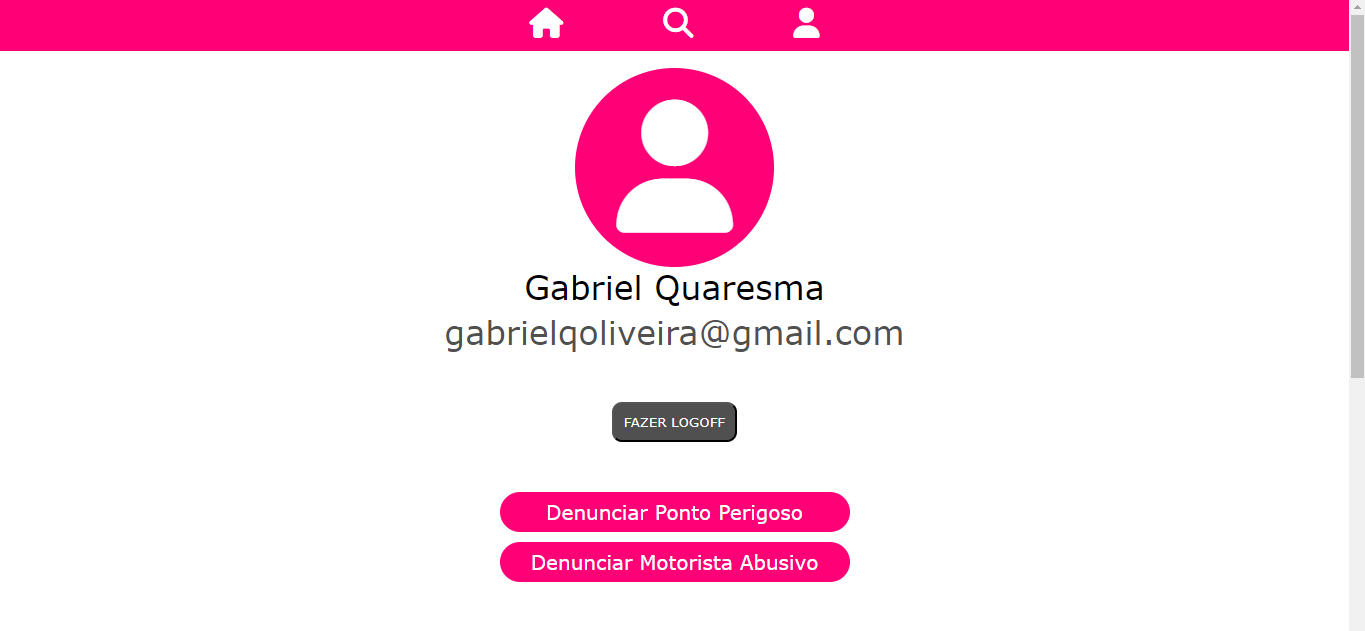 Gabriel Quaresma
gabrielqoliveira@gmail.com
FAZER LOGOFF
Denunciar Ponto Perigoso
Denunciar Motorista Abusivo